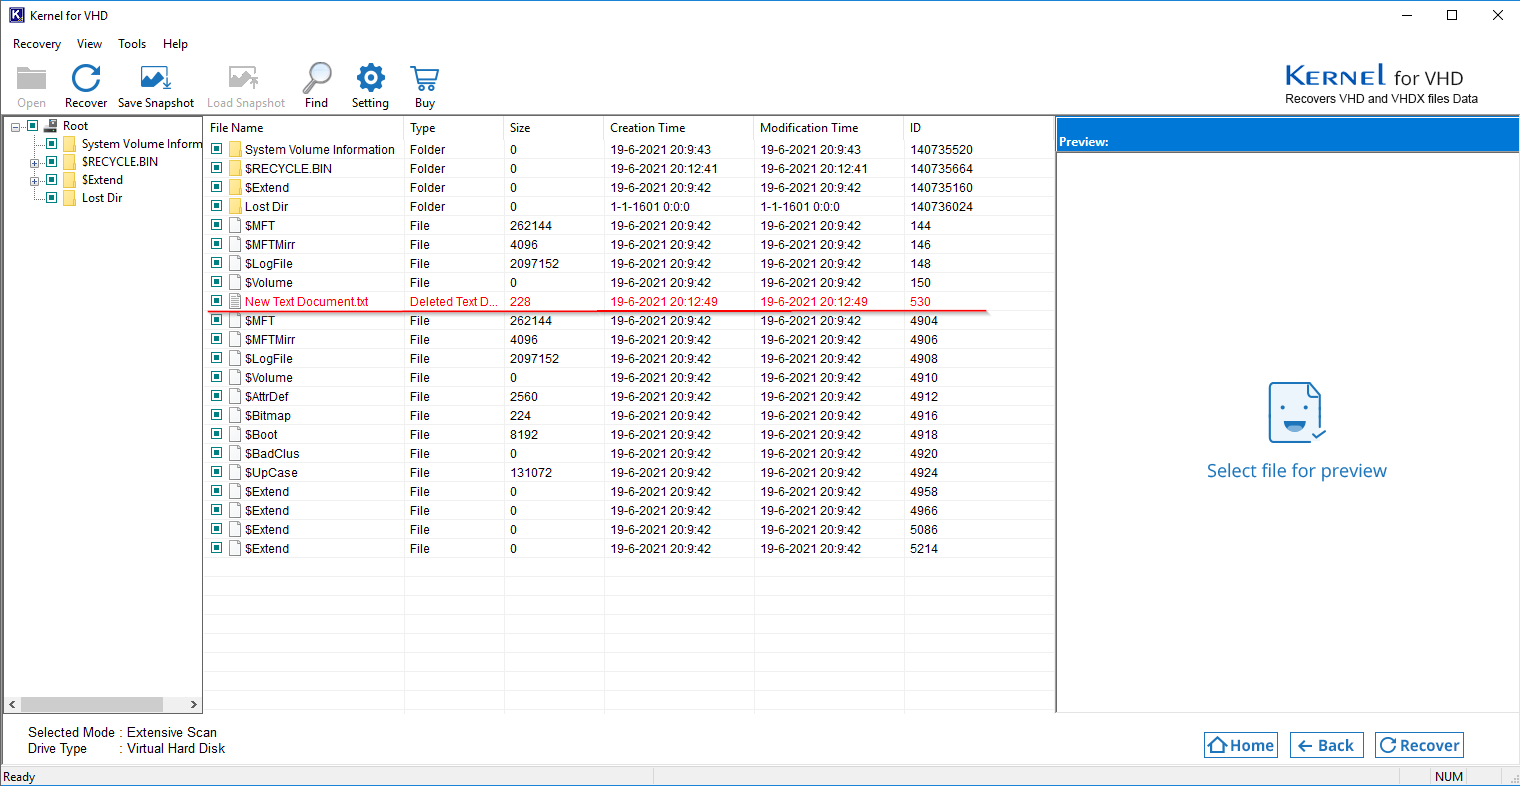 Kernel for VHD
Recovery View Tools Help
Open Recover Save Snapshot Load Snapshot Find Setting Buy
KERNEL for VHD
Recovers VHD and VHDX files Data
Root
System Volume Inform
$RECYCLE.BIN
$Extend
Lost Dir
File Name Type Size Creation Time Modification Time ID
System Volume Information Folder 0 19-6-2021 20:9:43 19-6-2021 20:9:43 140735520
$RECYCLE.BIN Folder 0 19-6-2021 20:12:41 19-6-2021 20:12:41 140735664
$Extend Folder 0 19-6-2021 20:9:42 19-6-2021 20:9:42 140735160
Lost Dir Folder 0 1-1-1601 0:0:0 1-1-1601 0:0:0 140736024
$MFT File 262144 19-6-2021 20:9:42 19-6-2021 20:9:42 144
$MFTMirr File 4096 19-6-2021 20:9:42 19-6-2021 20:9:42 146
$LogFile File 2097152 19-6-2021 20:9:42 19-6-2021 20:9:42 148
$Volume File 0 19-6-2021 20:9:42 19-6-2021 20:9:42 150
New Text Document.txt Deleted Text D... 228 19-6-2021 20:12:49 19-6-2021 20:12:49 530
$MFT File 262144 19-6-2021 20:9:42 19-6-2021 20:9:42 4904
$MFTMirr File 4096 19-6-2021 20:9:42 19-6-2021 20:9:42 4906
$LogFile File 2097152 19-6-2021 20:9:42 19-6-2021 20:9:42 4908
$Volume File 0 19-6-2021 20:9:42 19-6-2021 20:9:42 4910
$AttrDef File 2560 19-6-2021 20:9:42 19-6-2021 20:9:42 4912
$Bitmap File 224 19-6-2021 20:9:42 19-6-2021 20:9:42 4916
$Boot File 8192 19-6-2021 20:9:42 19-6-2021 20:9:42 4918
$BadClus File 0 19-6-2021 20:9:42 19-6-2021 20:9:42 4920
$UpCase File 131072 19-6-2021 20:9:42 19-6-2021 20:9:42 4924
$Extend File 0 19-6-2021 20:9:42 19-6-2021 20:9:42 4958
$Extend File 0 19-6-2021 20:9:42 19-6-2021 20:9:42 4966
$Extend File 0 19-6-2021 20:9:42 19-6-2021 20:9:42 5086
$Extend File 0 19-6-2021 20:9:42 19-6-2021 20:9:42 5214
Preview:
Select file for preview
Selected Mode : Extensive Scan
Drive Type : Virtual Hard Disk
Home Back Recover
Ready NUM